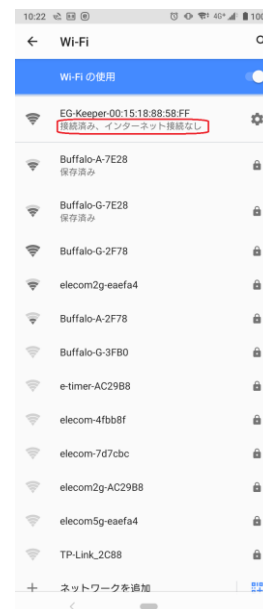 10:22 4G+ 100
Wi-Fi
Wi-Fi の使用
EG-Keeper-00:15:18:88:58:FF
接続済み、インターネット接続なし
Buffalo-A-7E28
保存済み
Buffalo-G-7E28
保存済み
Buffalo-G-2F78
elecom2g-eaefa4
Buffalo-A-2F78
Buffalo-G-3FB0
e-timer-AC29B8
elecom-4fbb8f
elecom-7d7cbc
elecom2g-AC29B8
elecom5g-eaefa4
TP-Link_2C88
ネットワークを追加